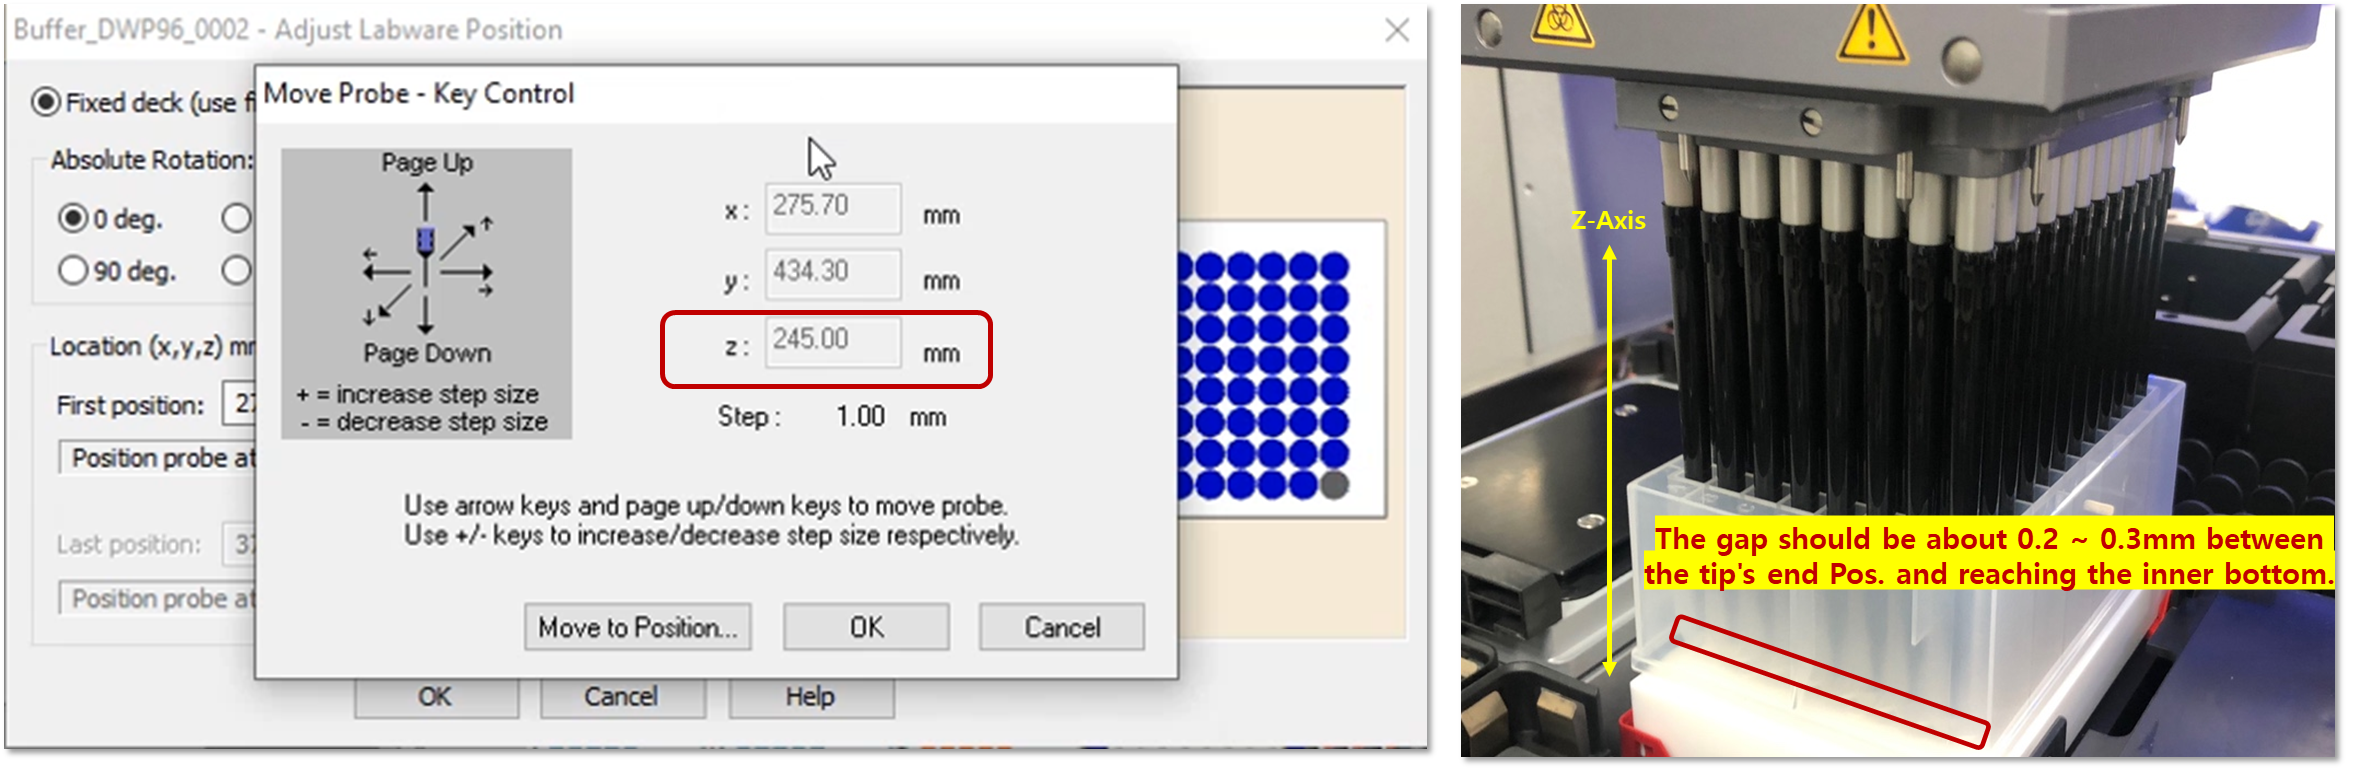 Buffer_DWP96_0002 - Adjust Labware Position
Fixed deck (use
Absolute Rotation:
0 deg.
90 deg.
Location (x,y,z)
First position:
Position probe at
Last position:
Position probe at
OK Cancel Help
Move Probe - Key Control
Page Up
Page Down
+ = increase step size
- = decrease step size
x: 275.70 mm
y: 434.30 mm
z: 245.00 mm
Step : 1.00 mm
Use arrow keys and page up/down keys to move probe.
Use +/- keys to increase/decrease step size respectively.
Move to Position... OK Cancel
Z-Axis
The gap should be about 0.2 ~ 0.3mm between
the tip's end Pos. and reaching the inner bottom.